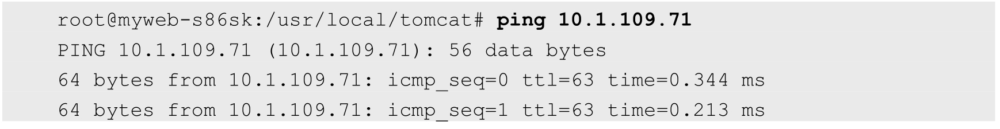 root@myweb-s86sk:/usr/local/tomcat# ping 10.1.109.71
PING 10.1.109.71 (10.1.109.71): 56 data bytes
64 bytes from 10.1.109.71: icmp_seq=0 ttl=63 time=0.344 ms
64 bytes from 10.1.109.71: icmp_seq=1 ttl=63 time=0.213 ms